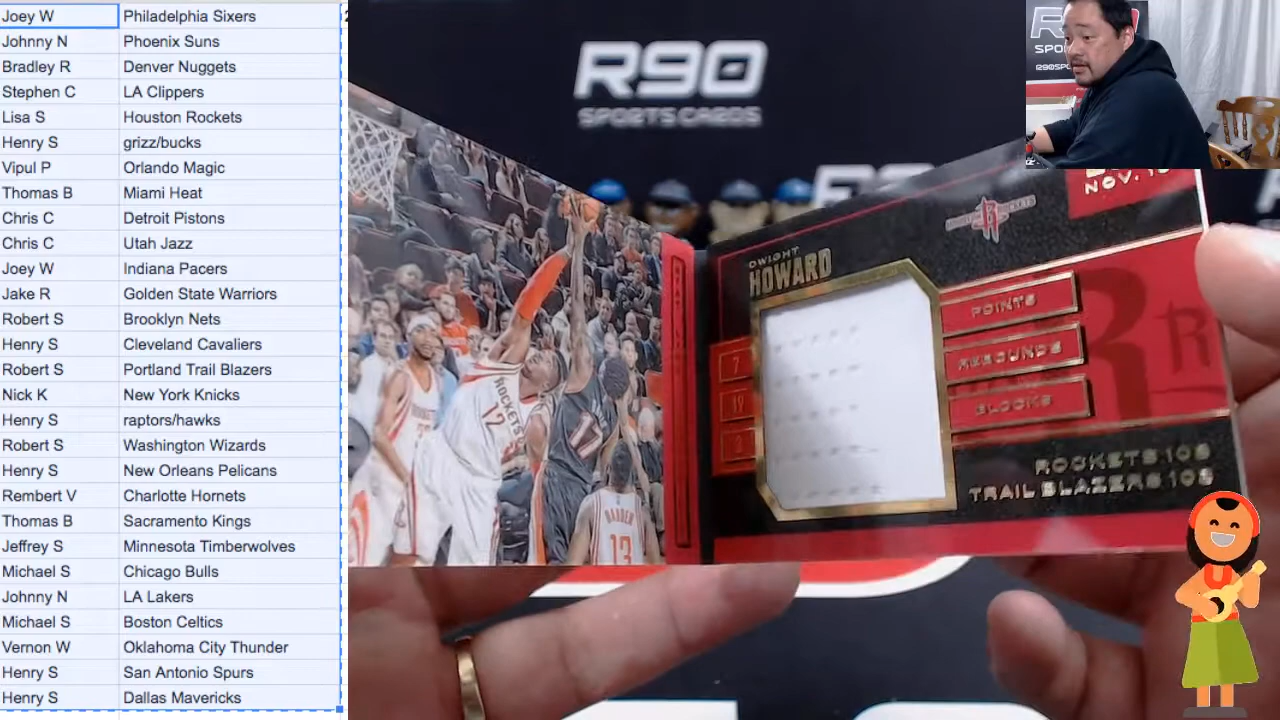 Joey W Philadelphia Sixers
Johnny N Phoenix Suns
Bradley R Denver Nuggets
Stephen C LA Clippers
Lisa S Houston Rockets
Henry S grizz/bucks
Vipul P Orlando Magic
Thomas B Miami Heat
Chris C Detroit Pistons
Chris C Utah Jazz
Joey W Indiana Pacers
Jake R Golden State Warriors
Robert S Brooklyn Nets
Henry S Cleveland Cavaliers
Robert S Portland Trail Blazers
Nick K New York Knicks
Henry S raptors/hawks
Robert S Washington Wizards
Henry S New Orleans Pelicans
Rembert V Charlotte Hornets
Thomas B Sacramento Kings
Jeffrey S Minnesota Timberwolves
Michael S Chicago Bulls
Johnny N LA Lakers
Michael S Boston Celtics
Vernon W Oklahoma City Thunder
Henry S San Antonio Spurs
Henry S Dallas Mavericks
R90
SPORTS CARDS
NOV.
DWIGHT
HOWARD
7 POINTS
19 REBOUNDS
BLOCKS
TRAIL BLAZERS
ROCKETS
12
17
HARDEN
13